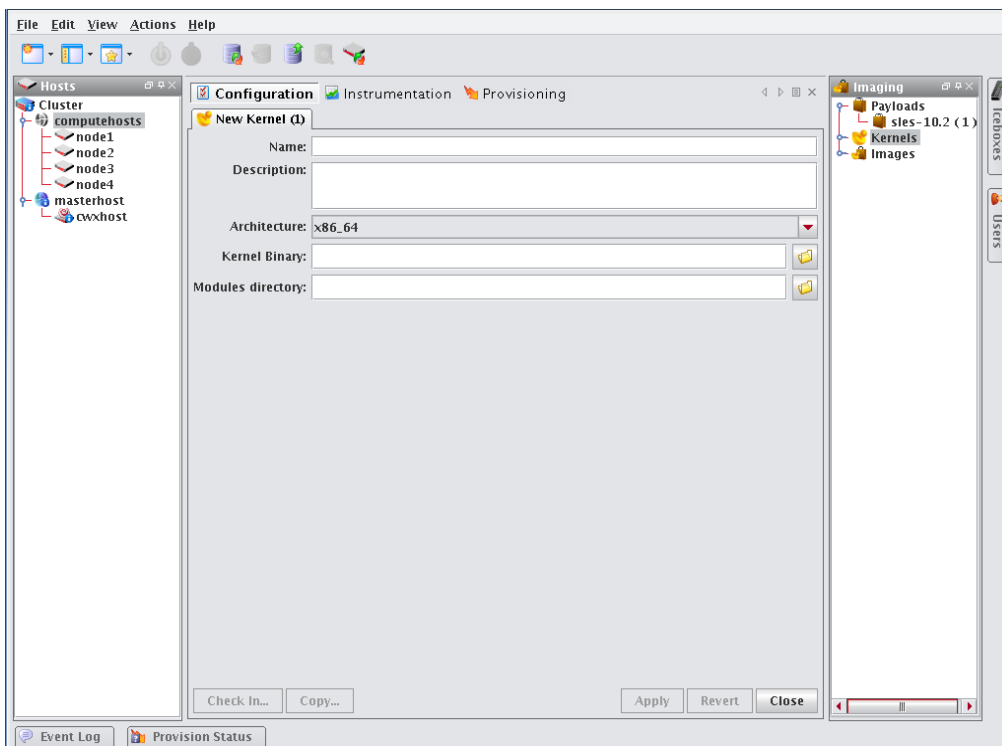 File Edit View Actions Help
Hosts
Cluster
computehosts
node1
node2
node3
node4
masterhost
cwxhost
Configuration Instrumentation Provisioning
New Kernel (1)
Name:
Description:
Architecture: x86_64
Kernel Binary:
Modules directory:
Check In... Copy... Apply Revert Close
Imaging
Payloads
sles-10.2 (1)
Kernels
Images
Iceboxes
Users
Event Log Provision Status